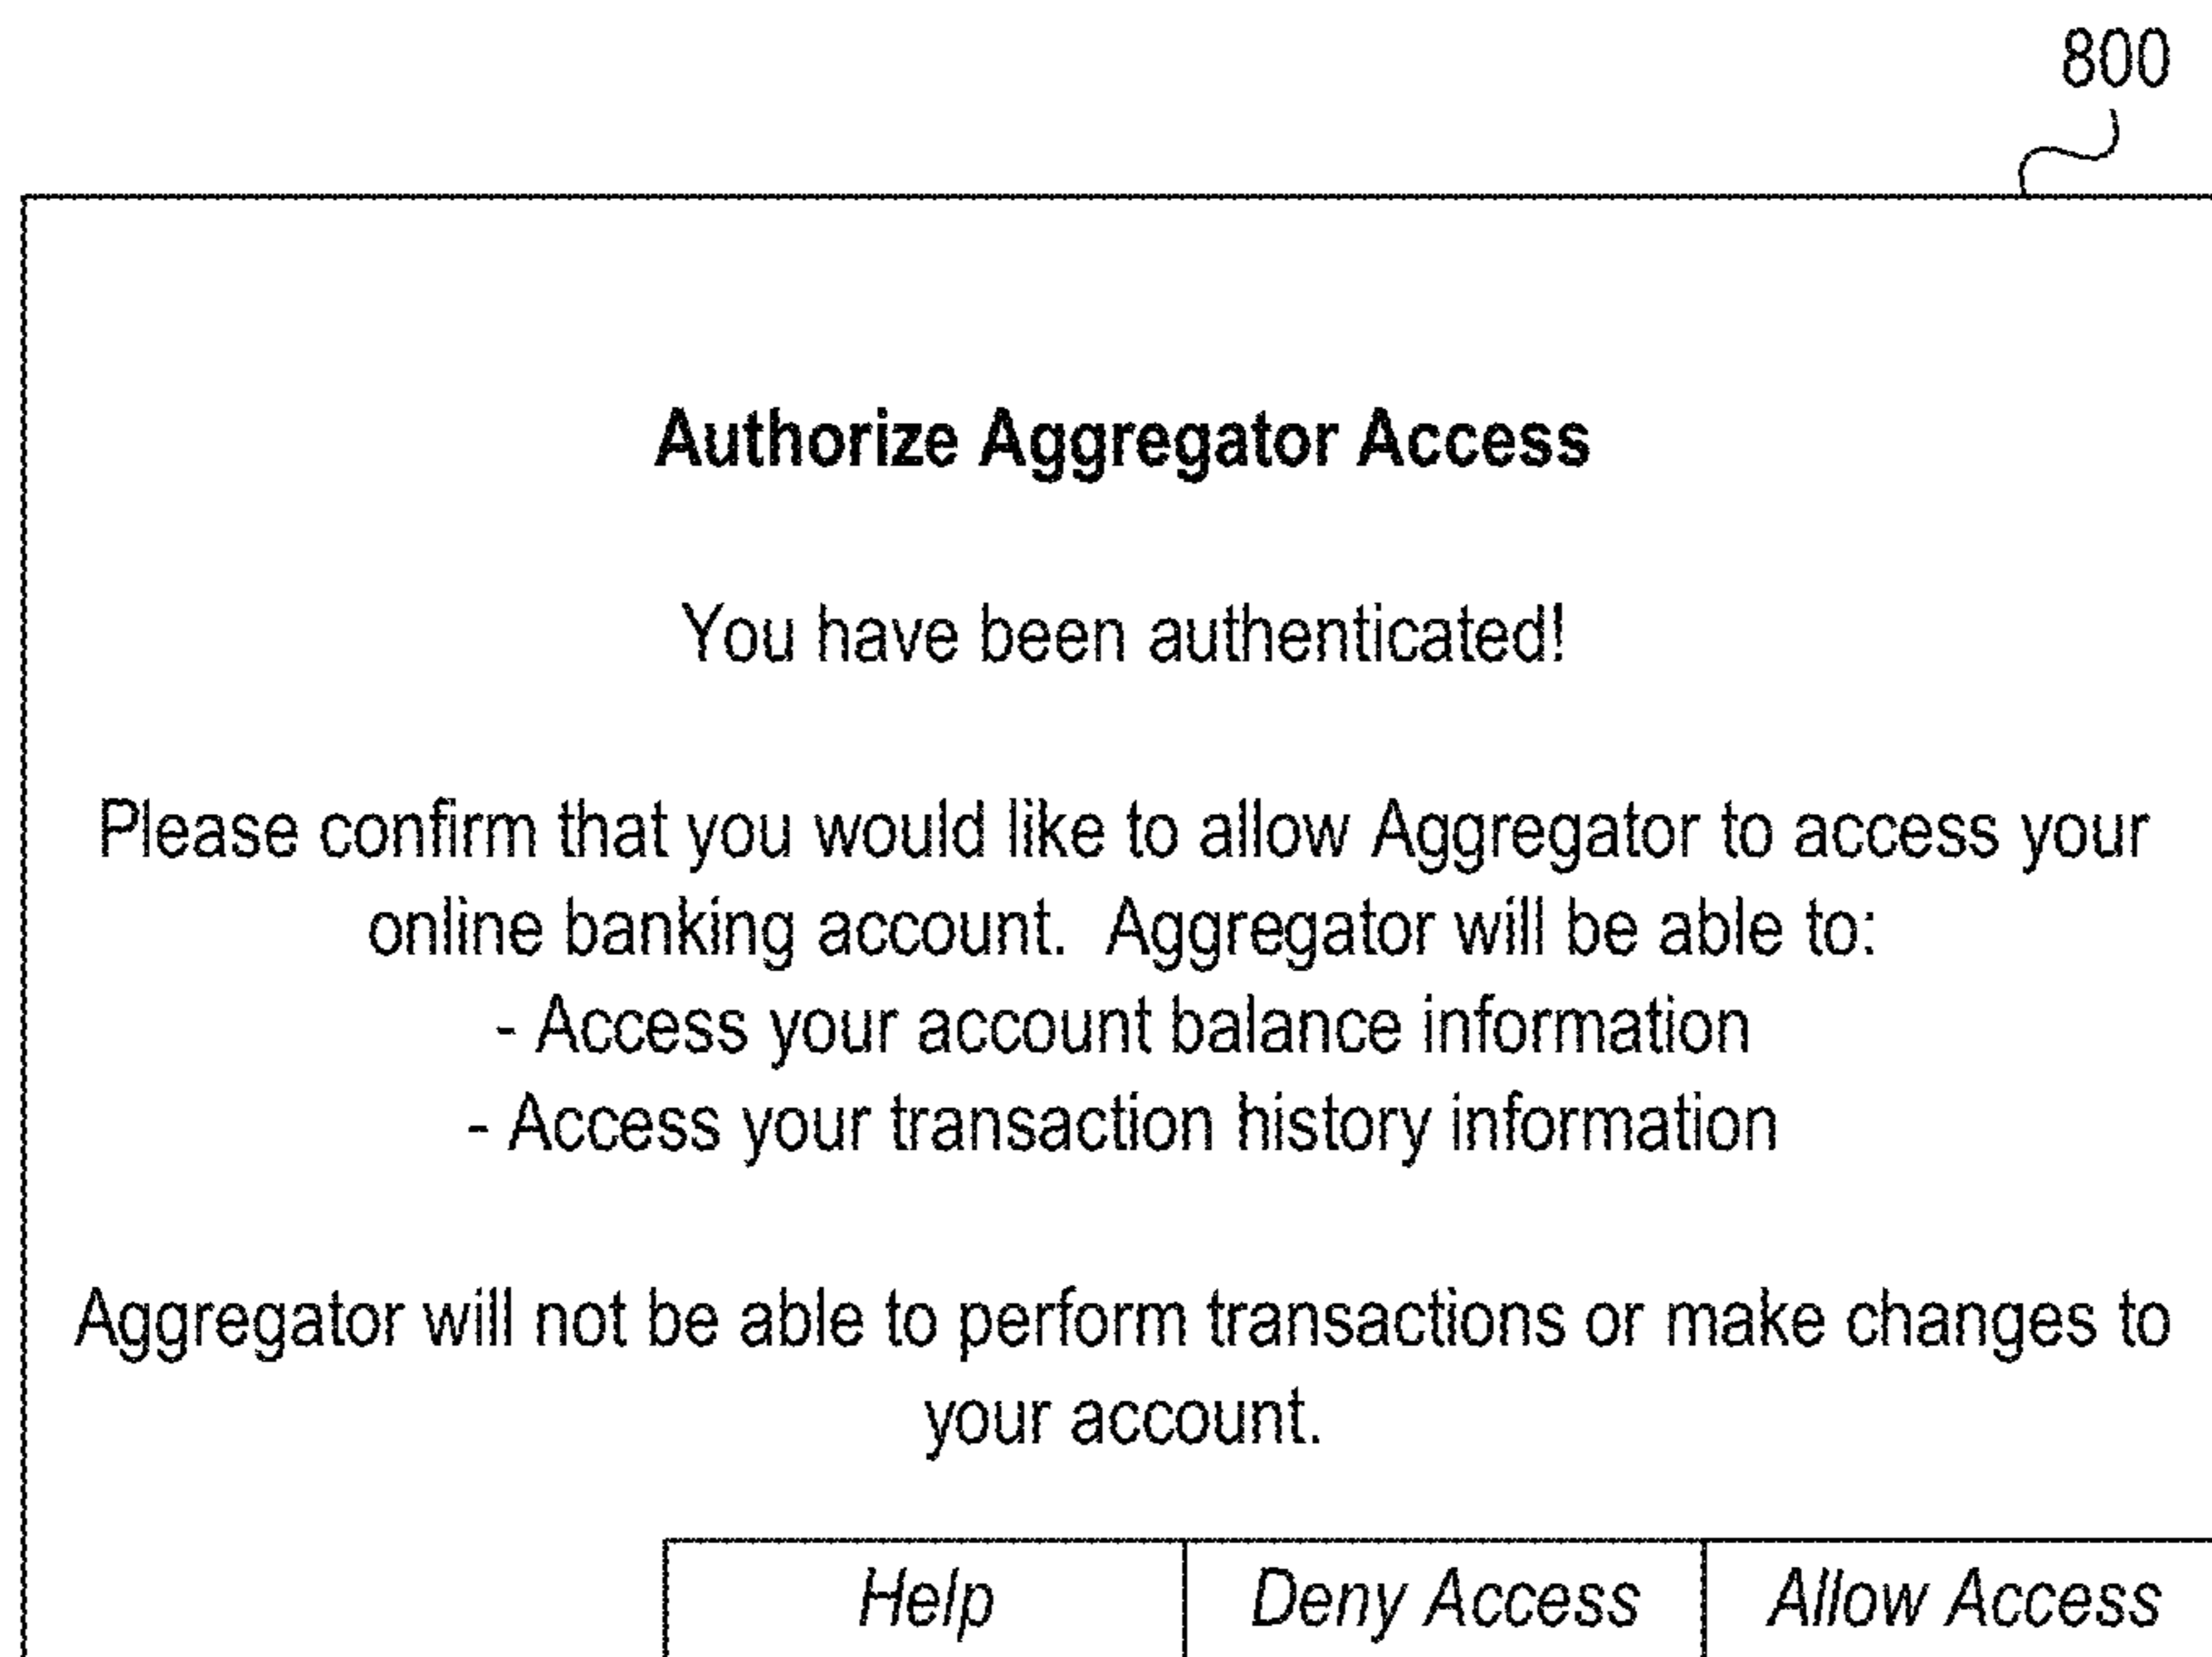 800
Authorize Aggregator Access
You have been authenticated!
Please confirm that you would like to allow Aggregator to access your
online banking account.  Aggregator will be able to:
- Access your account balance information
- Access your transaction history information
Aggregator will not be able to perform transactions or make changes to
your account.
Help Deny Access Allow Access